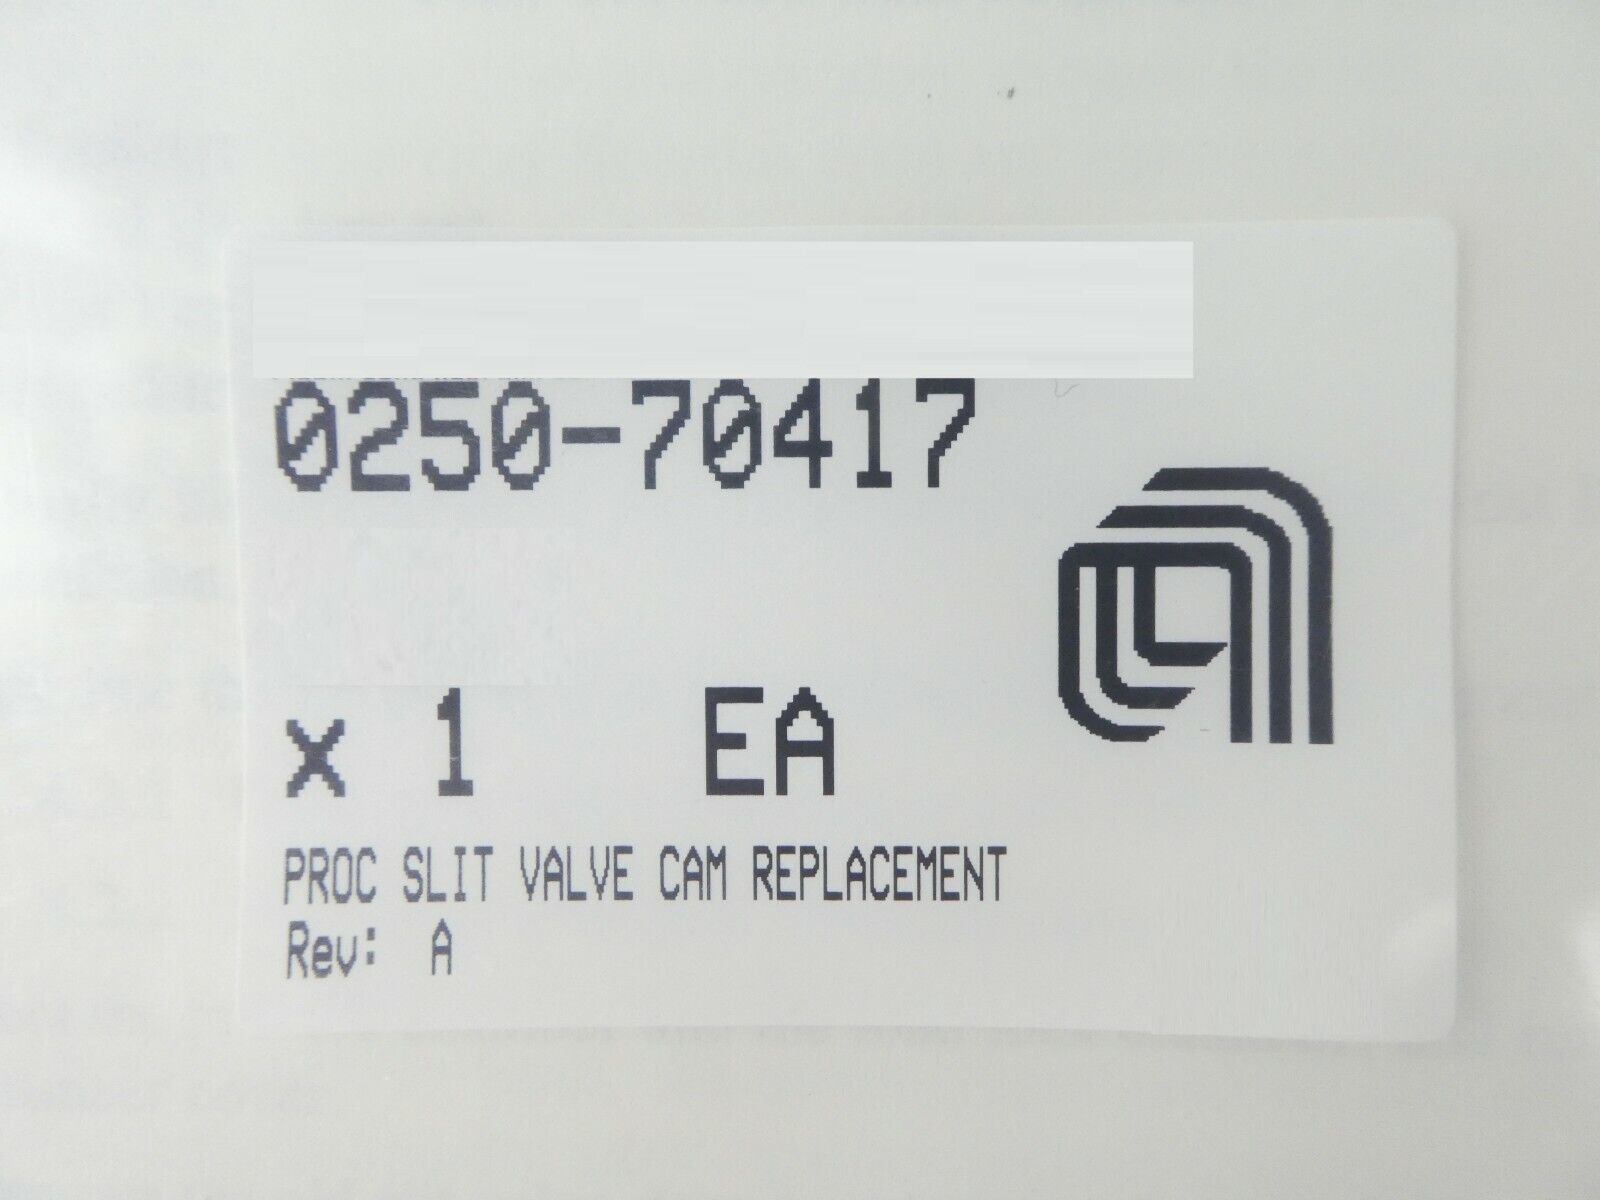 0250-70417
x 1 EA
PROC SLIT VALVE CAM REPLACEMENT
Rev: A